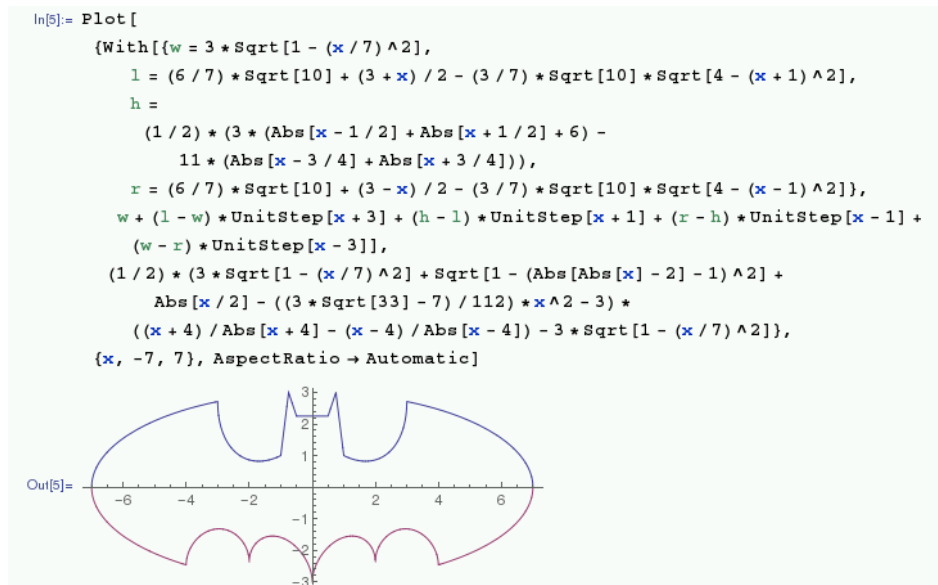 In[5]:= Plot[
{With[{w = 3 * Sqrt[1 - (x / 7) ^ 2],
l = (6 / 7) * Sqrt[10] + (3 + x) / 2 - (3 / 7) * Sqrt[10] * Sqrt[4 - (x + 1) ^ 2],
h =
(1 / 2) * (3 * (Abs[x - 1 / 2] + Abs[x + 1 / 2] + 6) -
11 * (Abs[x - 3 / 4] + Abs[x + 3 / 4])),
r = (6 / 7) * Sqrt[10] + (3 - x) / 2 - (3 / 7) * Sqrt[10] * Sqrt[4 - (x - 1) ^ 2]},
w + (l - w) * UnitStep[x + 3] + (h - l) * UnitStep[x + 1] + (r - h) * UnitStep[x - 1] +
(w - r) * UnitStep[x - 3]],
(1 / 2) * (3 * Sqrt[1 - (x / 7) ^ 2] + Sqrt[1 - (Abs[Abs[x] - 2] - 1) ^ 2] +
Abs[x / 2] - ((3 * Sqrt[33] - 7) / 112) * x ^ 2 - 3) *
((x + 4) / Abs[x + 4] - (x - 4) / Abs[x - 4]) - 3 * Sqrt[1 - (x / 7) ^ 2]},
{x, -7, 7}, AspectRatio → Automatic]
3
2
1
Out[5]=
-6 -4 -2 2 4 6
-1
-2
-3